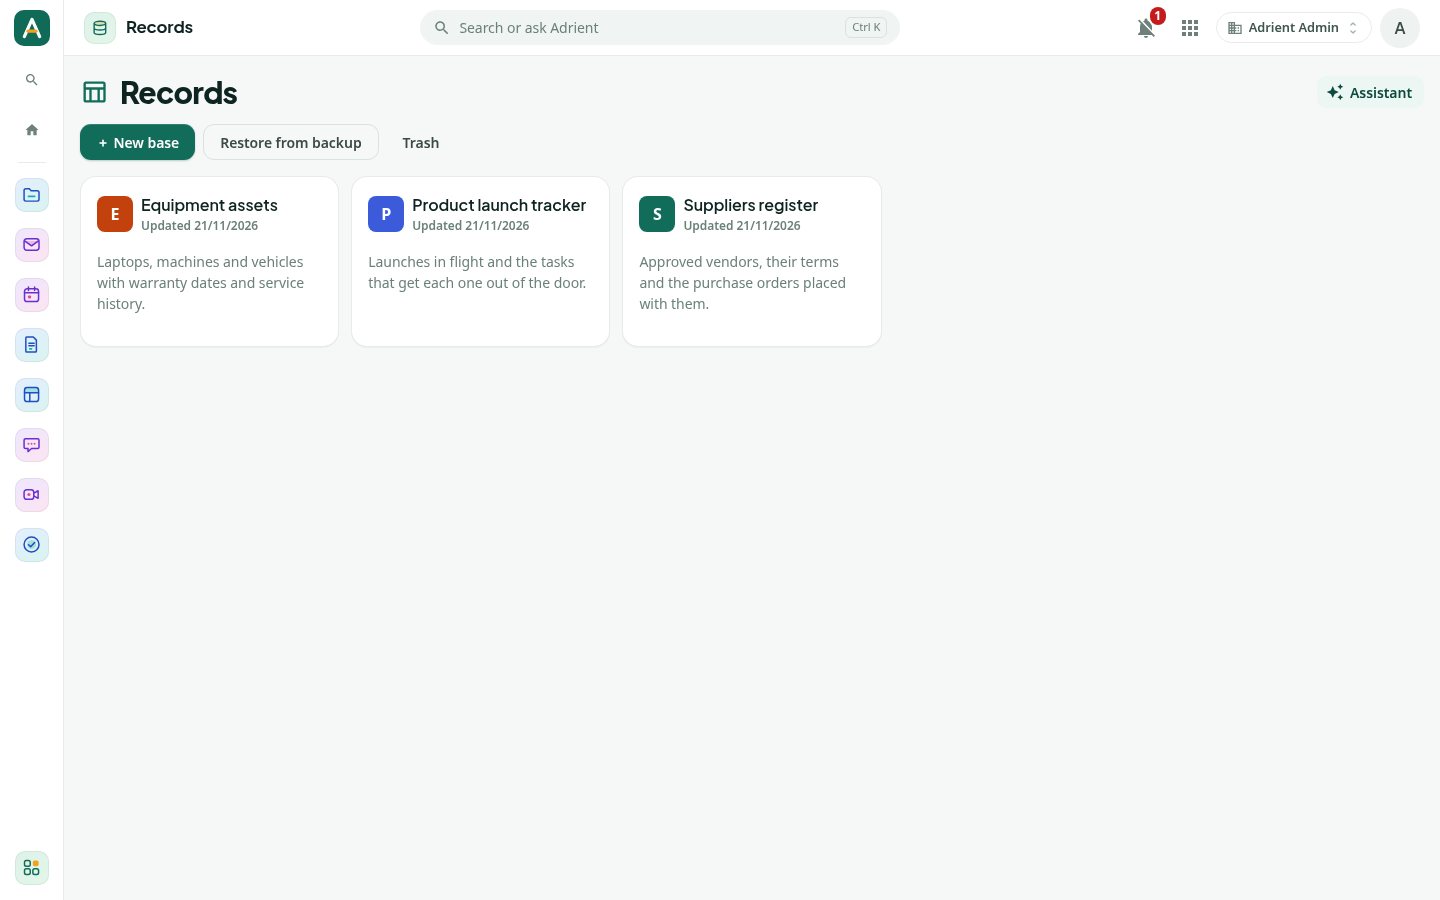 Records
Search or ask Adrient
Ctrl K
1
Adrient Admin
A
Records
Assistant
+ New base
Restore from backup
Trash
E
Equipment assets
Updated 21/11/2026
Laptops, machines and vehicles
with warranty dates and service
history.
P
Product launch tracker
Updated 21/11/2026
Launches in flight and the tasks
that get each one out of the door.
S
Suppliers register
Updated 21/11/2026
Approved vendors, their terms
and the purchase orders placed
with them.